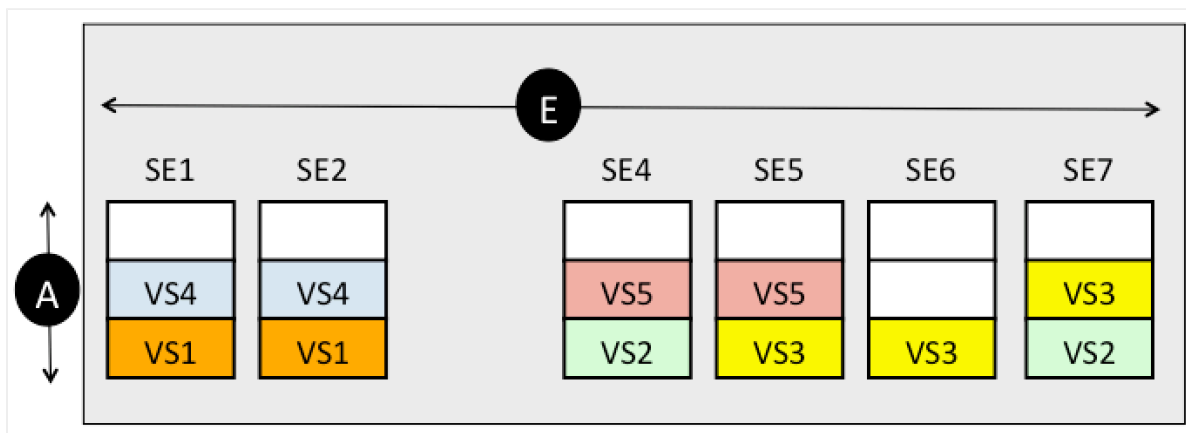 E
SE1 SE2 SE4 SE5 SE6 SE7
A
VS4 VS4 VS5 VS5 VS3
VS1 VS1 VS2 VS3 VS3 VS2